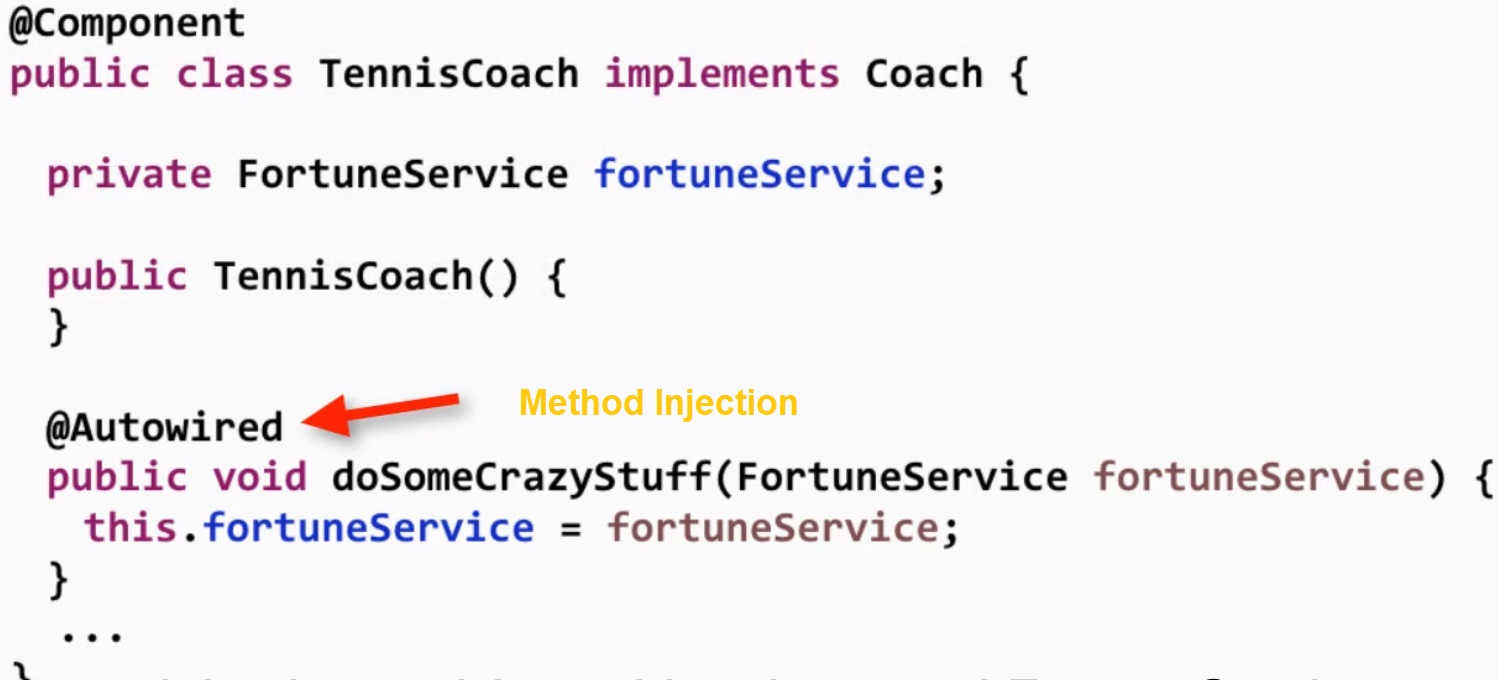 @Component
public class TennisCoach implements Coach {
private FortuneService fortuneService;
public TennisCoach() {
}
@Autowired
Method Injection
public void doSomeCrazyStuff(FortuneService fortuneService) {
this.fortuneService = fortuneService;
}
...
}